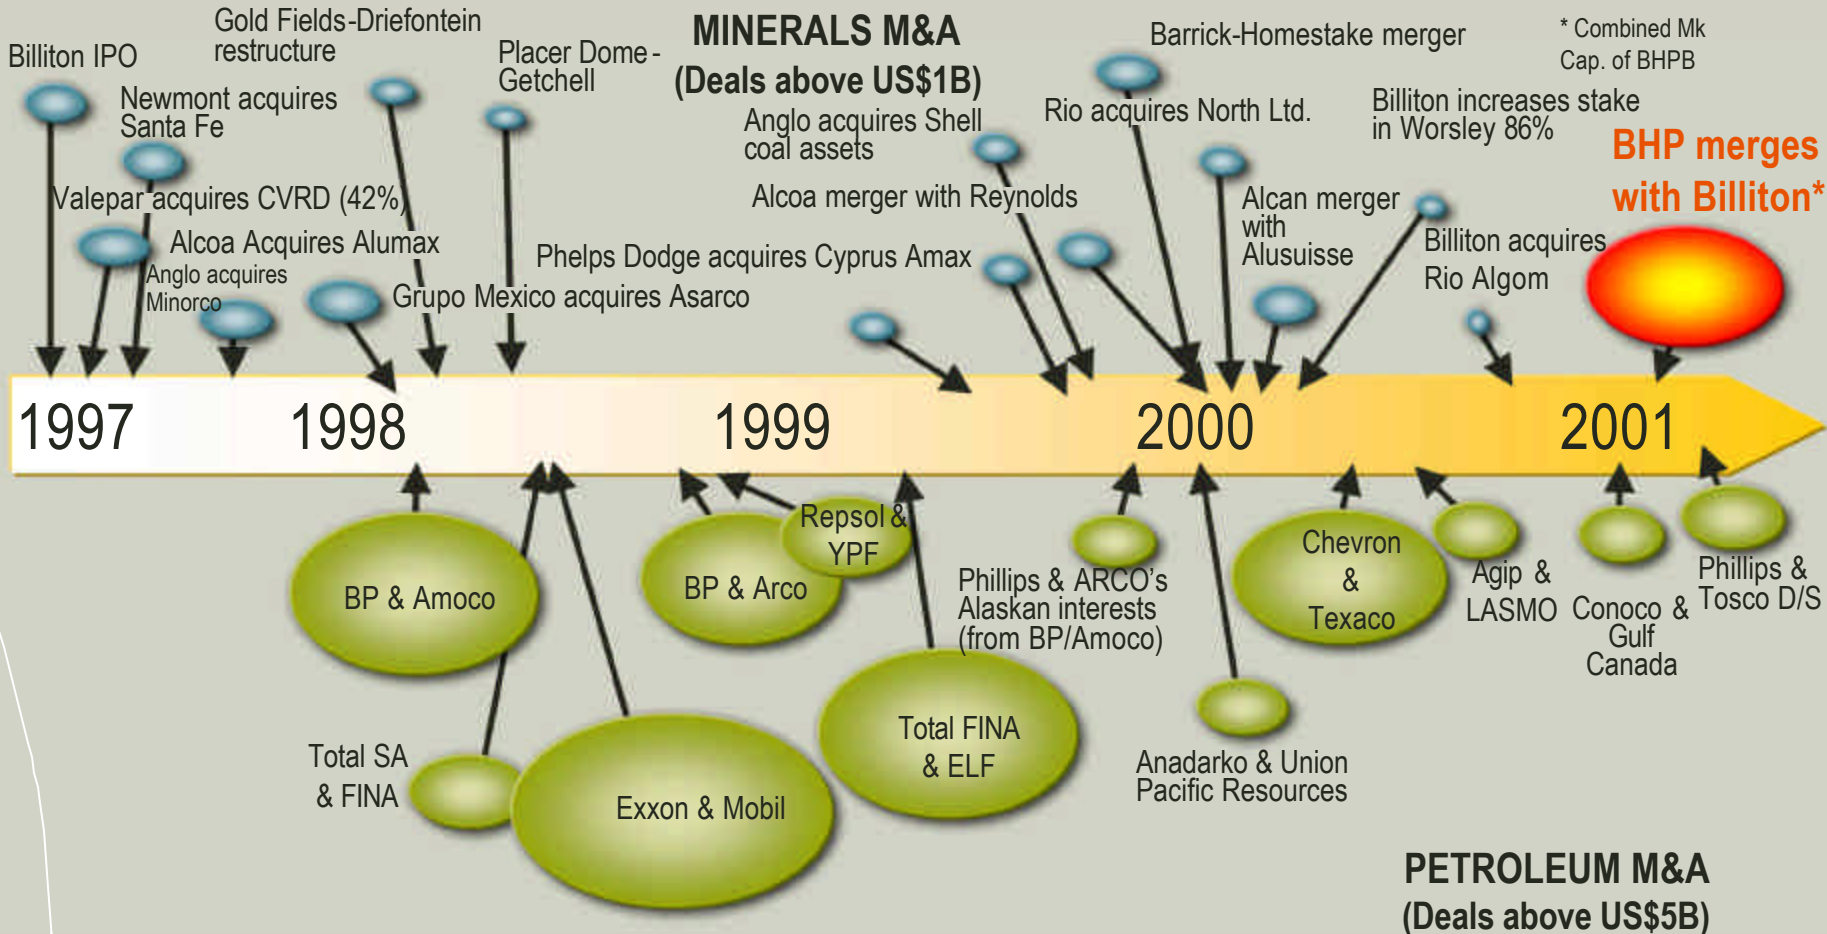 MINERALS M&A
(Deals above US$1B)
Billiton IPO
Gold Fields-Driefontein
restructure
Placer Dome-
Getchell
Barrick-Homestake merger
* Combined Mk
Cap. of BHPB
Newmont acquires
Santa Fe
Anglo acquires Shell
coal assets
Rio acquires North Ltd.
Billiton increases stake
in Worsley 86%
BHP merges
with Billiton*
Valepar acquires CVRD (42%)
Alcoa merger with Reynolds
Alcan merger
with
Alusuisse
Alcoa Acquires Alumax
Anglo acquires
Minorco
Phelps Dodge acquires Cyprus Amax
Billiton acquires
Rio Algom
Grupo Mexico acquires Asarco
1997
1998
1999
2000
2001
BP & Amoco
BP & Arco
Repsol &
YPF
Phillips & ARCO’s
Alaskan interests
(from BP/Amoco)
Chevron
&
Texaco
Agip &
LASMO
Conoco &
Gulf
Canada
Phillips &
Tosco D/S
Total SA
& FINA
Exxon & Mobil
Total FINA
& ELF
Anadarko & Union
Pacific Resources
PETROLEUM M&A
(Deals above US$5B)